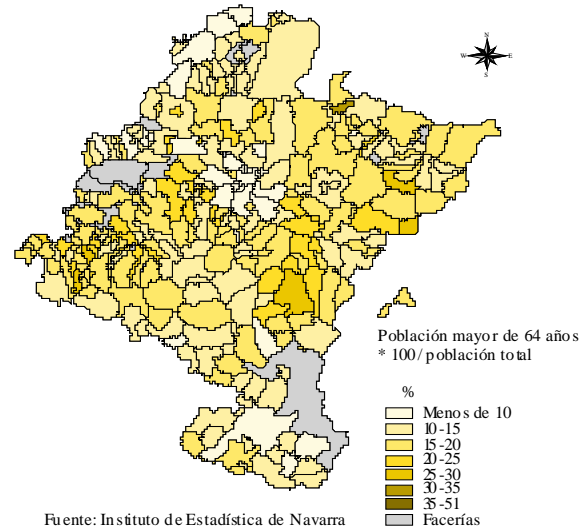 N
W E
S
Población mayor de 64 años
* 100/ población total
%
Menos de 10
10-15
15-20
20-25
25-30
30-35
35-51
Facerías
Fuente: Instituto de Estadística de Navarra